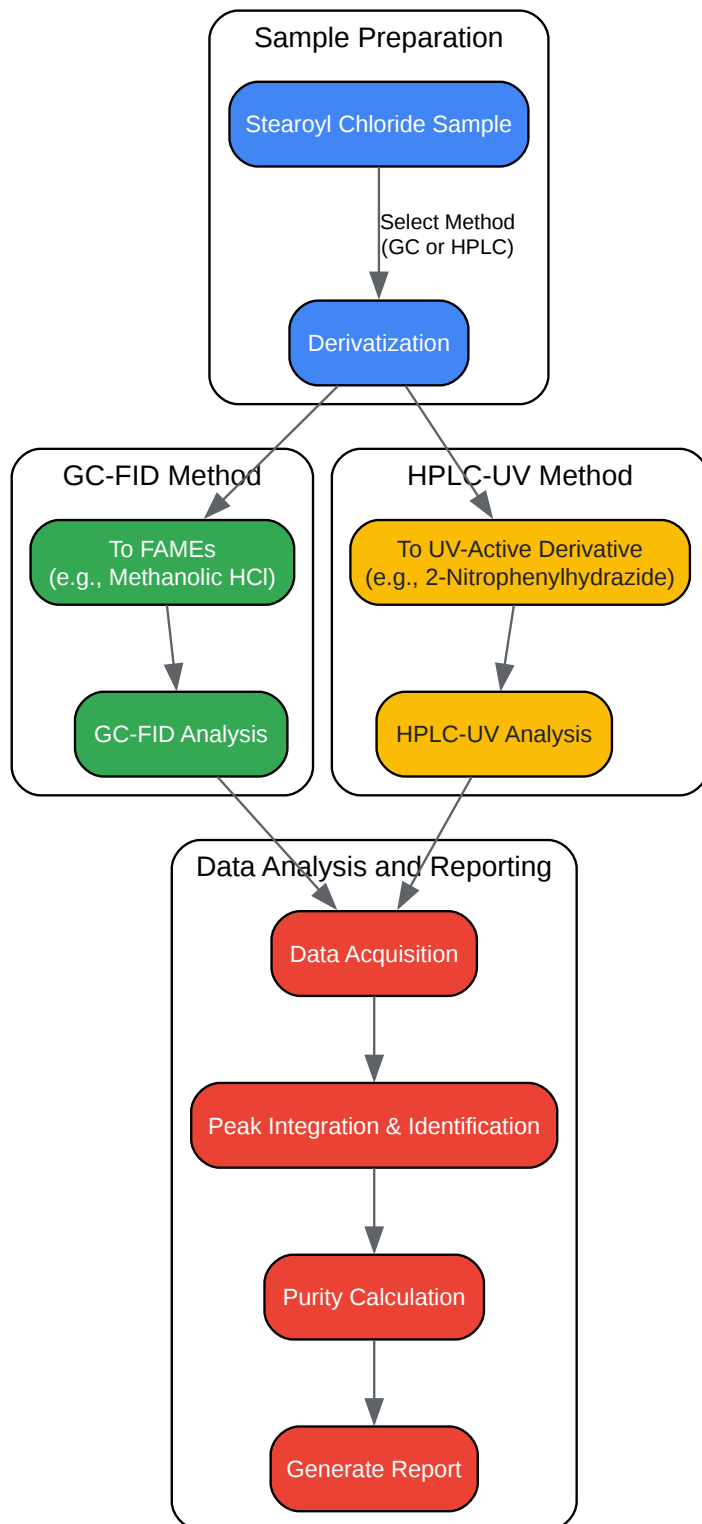 Sample Preparation
Stearoyl Chloride Sample
Select Method
(GC or HPLC)
Derivatization
GC-FID Method
To FAMEs
(e.g., Methanolic HCl)
GC-FID Analysis
HPLC-UV Method
To UV-Active Derivative
(e.g., 2-Nitrophenylhydrazide)
HPLC-UV Analysis
Data Analysis and Reporting
Data Acquisition
Peak Integration & Identification
Purity Calculation
Generate Report